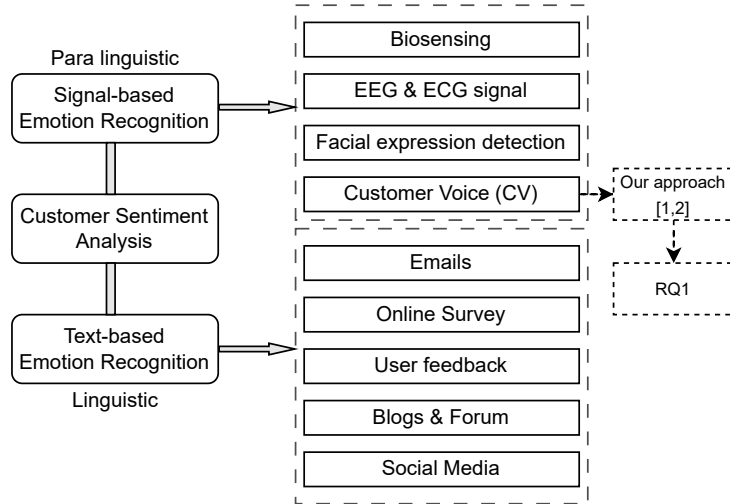 Para linguistic
Signal-based
Emotion Recognition
Customer Sentiment
Analysis
Text-based
Emotion Recognition
Linguistic
Biosensing
EEG & ECG signal
Facial expression detection
Customer Voice (CV)
Emails
Online Survey
User feedback
Blogs & Forum
Social Media
Our approach
[1,2]
RQ1